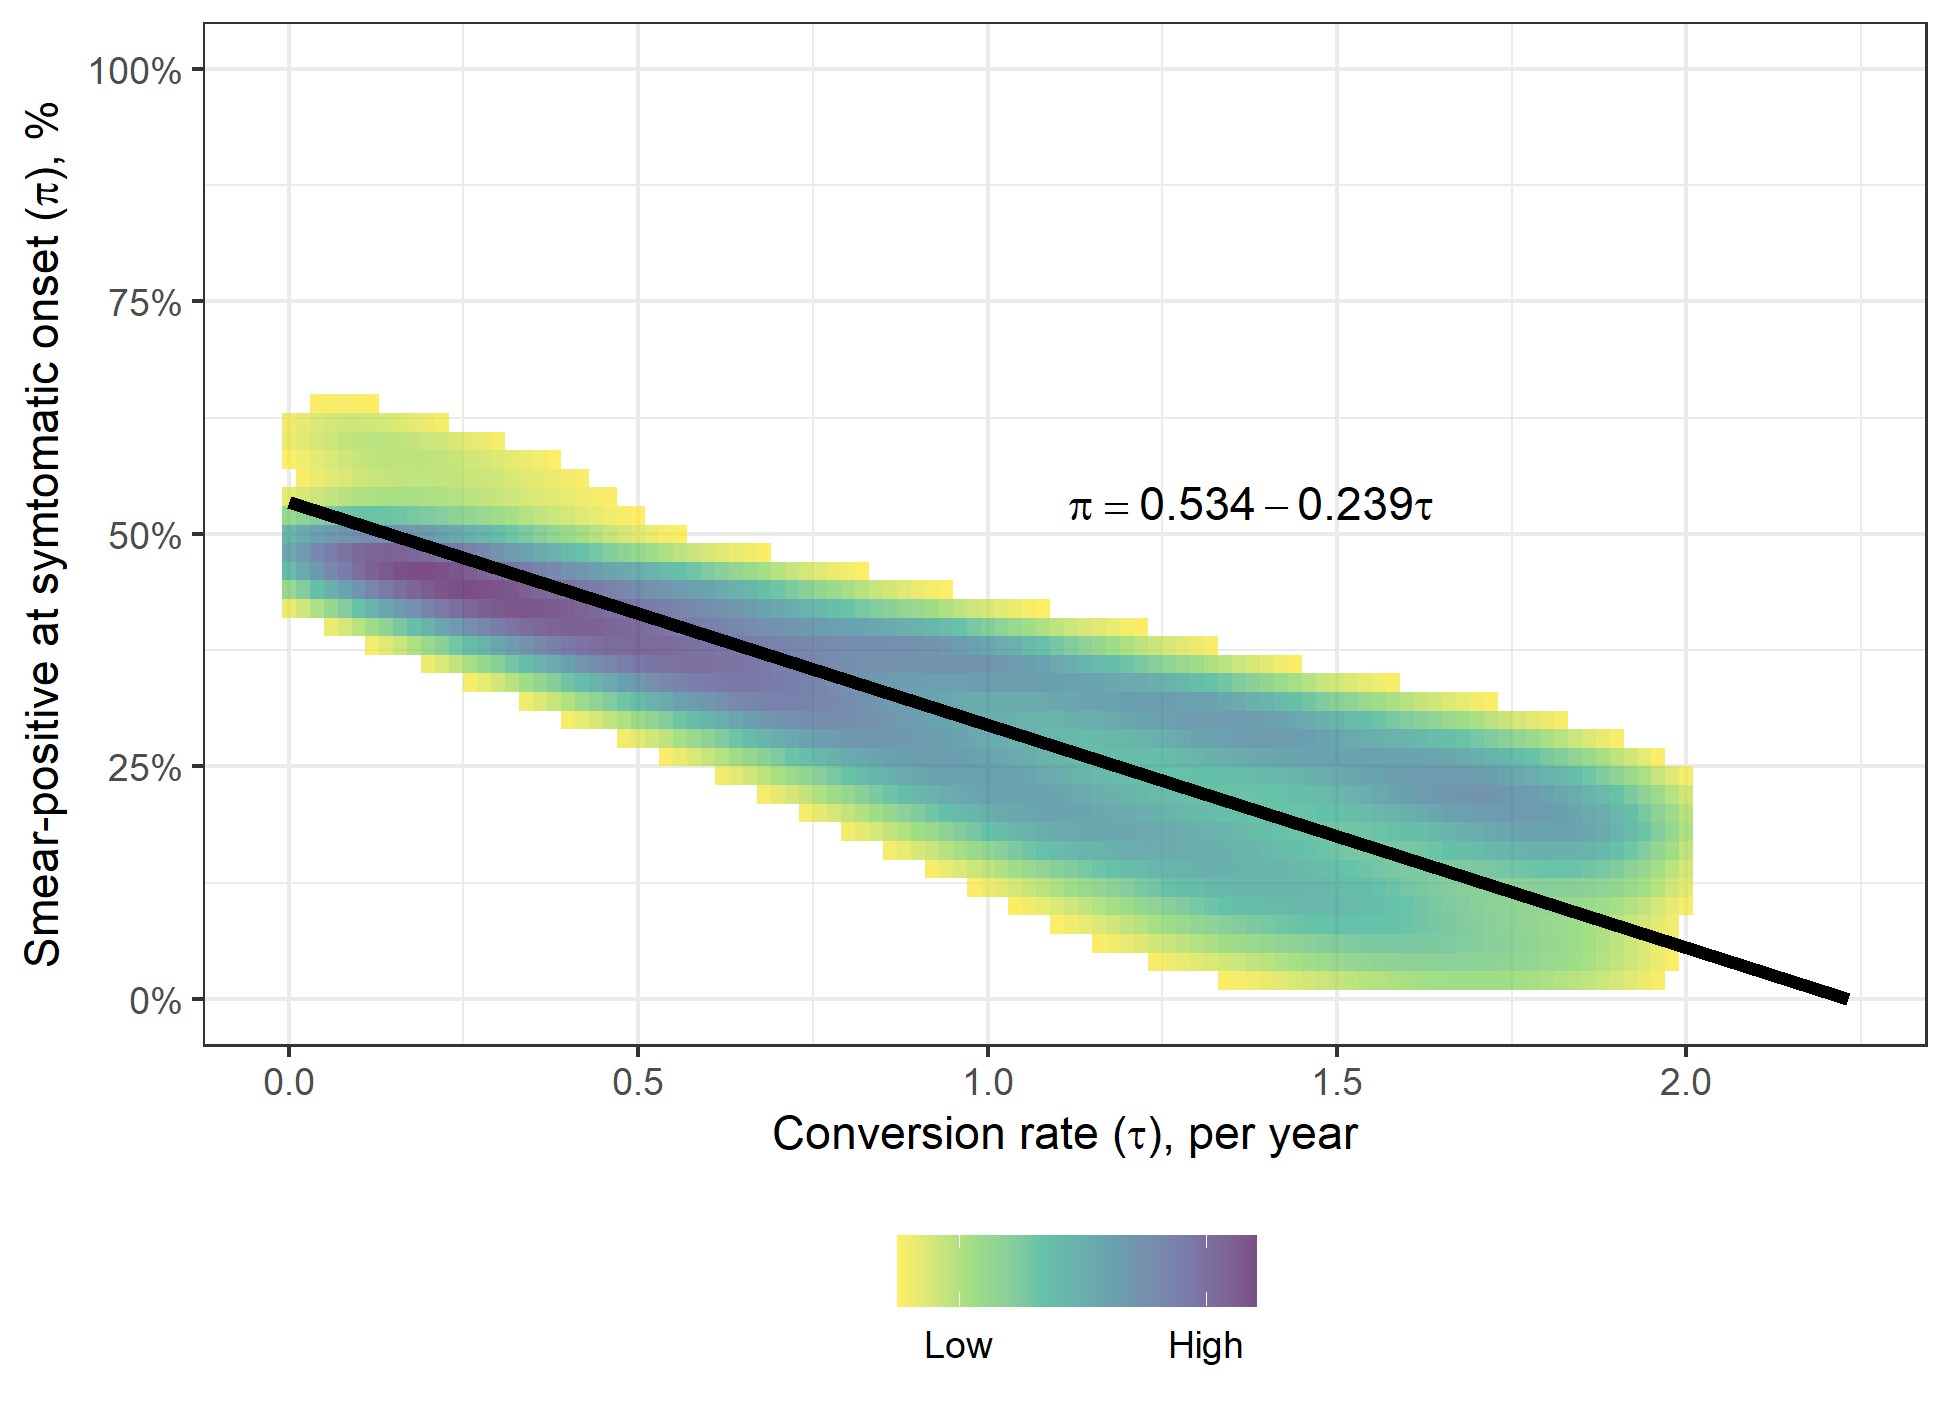 100%
75%
50%
25%
0%
Smear-positive at symtomatic onset (π), %
π = 0.534 − 0.239τ
0.0 0.5 1.0 1.5 2.0
Conversion rate (τ), per year
Low High